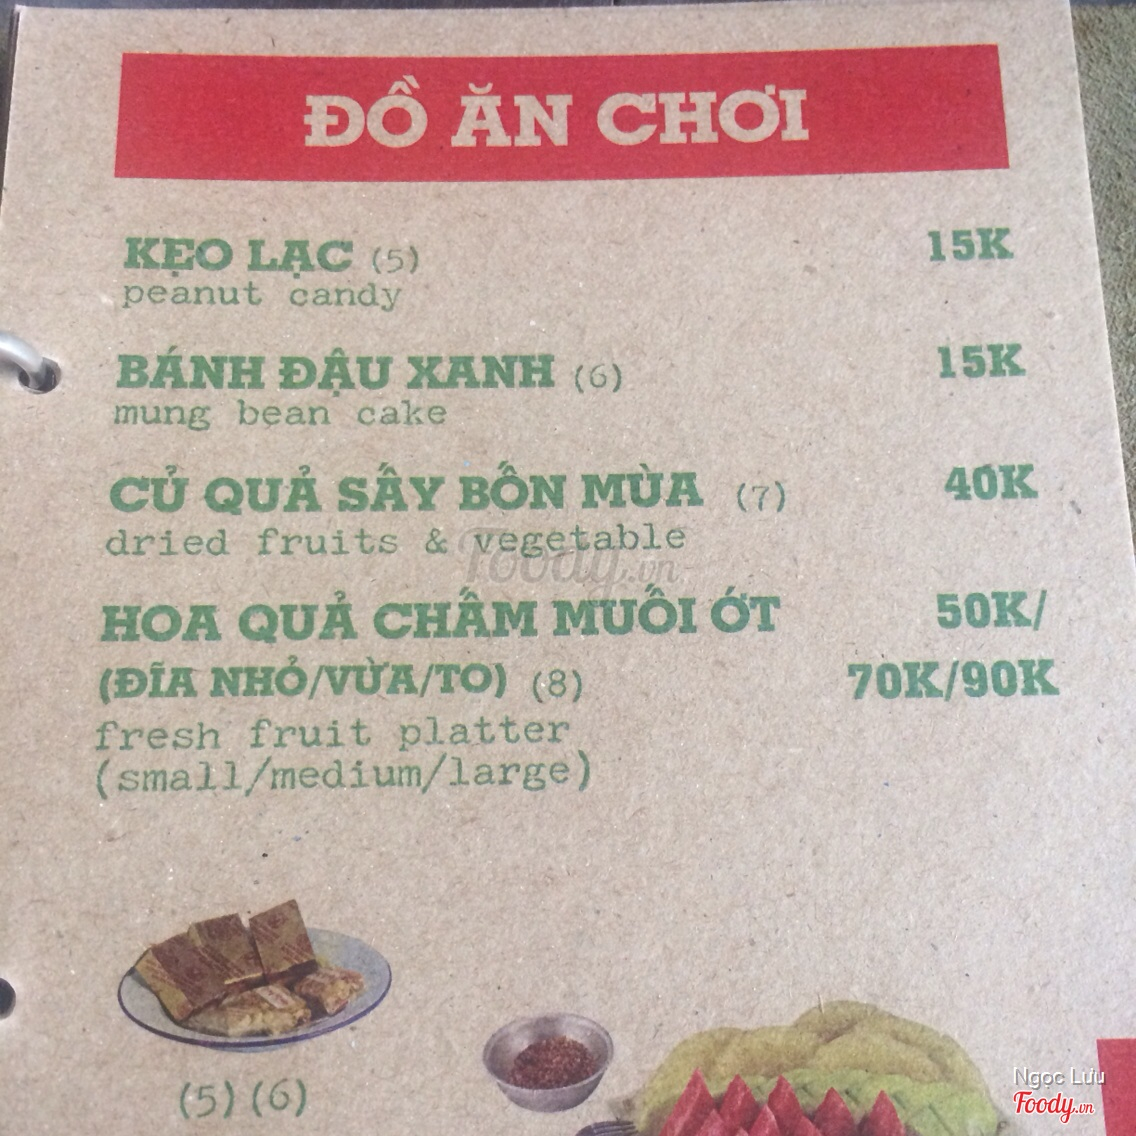 ĐỒ ĂN CHƠI
KẸO LẠC (5) 15K
peanut candy
BÁNH ĐẬU XANH (6) 15K
mung bean cake
CỦ QUẢ SẤY BỐN MÙA (7) 40K
dried fruits & vegetable
Foody.vn
HOA QUẢ CHẤM MUỐI ỚT 50K/
(ĐĨA NHỎ/VỪA/TO) (8) 70K/90K
fresh fruit platter
(small/medium/large)
(5) (6)
Ngọc Lưu
Foody.vn